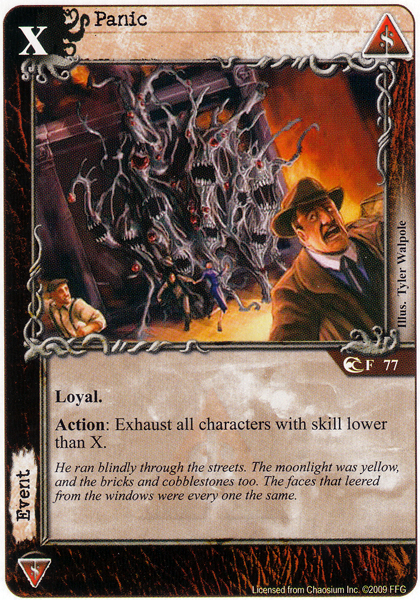 X
Panic
Illus. Tyler Walpole
F 77
Loyal.
Action: Exhaust all characters with skill lower
than X.
He ran blindly through the streets. The moonlight was yellow,
and the bricks and cobblestones too. The faces that leered
from the windows were every one the same.
Event
Licensed from Chaosium Inc. ©2009 FFG